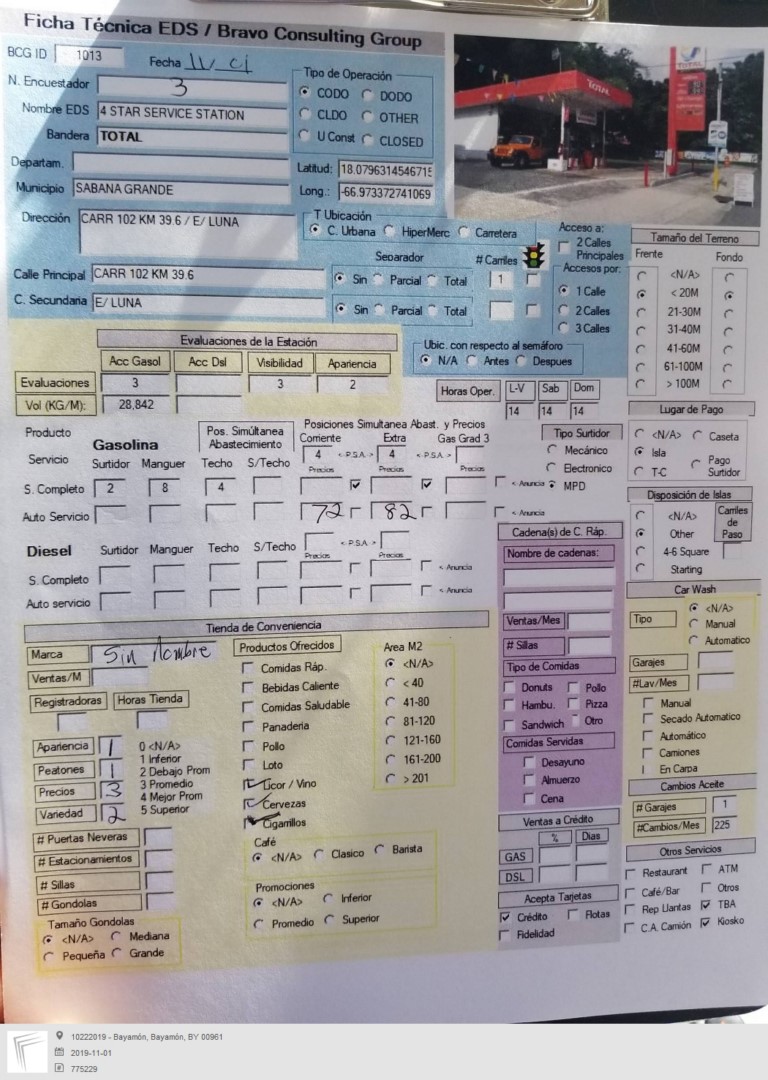 Ficha Técnica EDS / Bravo Consulting Group
BCG ID 1013
Fecha
N. Encuestador 3
Nombre EDS 4 STAR SERVICE STATION
Bandera TOTAL
Tipo de Operación
CODO DODO
CLDO OTHER
U Const CLOSED
TOTAL
Departam.
Municipio SABANA GRANDE
Latitud: 18.079631454671
Long.: -66.973372741069
Dirección CARR 102 KM 39.6 / E/ LUNA
T Ubicación
C. Urbana HiperMerc Carretera
Separador # Carriles
Calle Principal CARR 102 KM 39.6 Sin Parcial Total 1
C. Secundaria E/ LUNA Sin Parcial Total
Acceso a:
2 Calles
Principales
Accesos por:
1 Calle
2 Calles
3 Calles
Tamaño del Terreno
Frente Fondo
<N/A>
< 20M
21-30M
31-40M
41-60M
61-100M
> 100M
Evaluaciones de la Estación
Acc Gasol Acc Dsl Visibilidad Apariencia
Evaluaciones 3 3 2
Vol (KG/M): 28,842
Ubic. con respecto al semáforo
N/A Antes Despues
Horas Oper. L-V Sab Dom
14 14 14
Lugar de Pago
<N/A> Caseta
Isla
T-C Pago Surtidor
Producto
Gasolina
Pos. Simúltanea Abastecimiento
Posiciones Simultanea Abast. y Precios
Corriente Extra Gas Grad 3
4 <-P.S.A-> 4 <-P.S.A->
Servicio Surtidor Manguer Techo S/Techo Precios Precios Precios
S. Completo 2 8 4 < Anuncia
Auto Servicio 72 82 < Anuncia
Tipo Surtidor
Mecánico
Electronico
MPD
Disposición de Islas
<N/A>
Other
4-6 Square
Starting
Carriles de Paso
Diesel Surtidor Manguer Techo S/Techo <-P.S.A->
Precios Precios
S. Completo < Anuncia
Auto servicio < Anuncia
Cadena(s) de C. Ráp.
Nombre de cadenas:
Ventas/Mes
# Sillas
Tipo de Comidas
Donuts Pollo
Hambu. Pizza
Sandwich Otro
Comidas Servidas
Desayuno
Almuerzo
Cena
Ventas a Crédito
% Dias
GAS
DSL
Acepta Tarjetas
Crédito Flotas
Fidelidad
Car Wash
Tipo <N/A>
Manual
Automatico
Garajes
#Lav/Mes
Manual
Secado Automatico
Automático
Camiones
En Carpa
Cambios Aceite
# Garajes 1
#Cambios/Mes 225
Otros Servicios
Restaurant ATM
Café/Bar Otros
Rep Llantas TBA
C.A. Camión Kiosko
Tienda de Conveniencia
Marca Sin Nombre
Ventas/M
Registradoras Horas Tienda
Apariencia 1
Peatones 1
Precios 3
Variedad 2
0 <N/A>
1 Inferior
2 Debajo Prom
3 Promedio
4 Mejor Prom
5 Superior
# Puertas Neveras
# Estacionamientos
# Sillas
# Gondolas
Tamaño Gondolas
<N/A> Mediana
Pequeña Grande
Productos Ofrecidos
Comidas Ráp.
Bebidas Caliente
Comidas Saludable
Panaderia
Pollo
Loto
Licor / Vino
Cervezas
Cigarrillos
Area M2
<N/A>
< 40
41-80
81-120
121-160
161-200
> 201
Café
<N/A> Clasico Barista
Promociones
<N/A> Inferior
Promedio Superior
10222019 - Bayamón, Bayamón, BY 00961
2019-11-01
775229